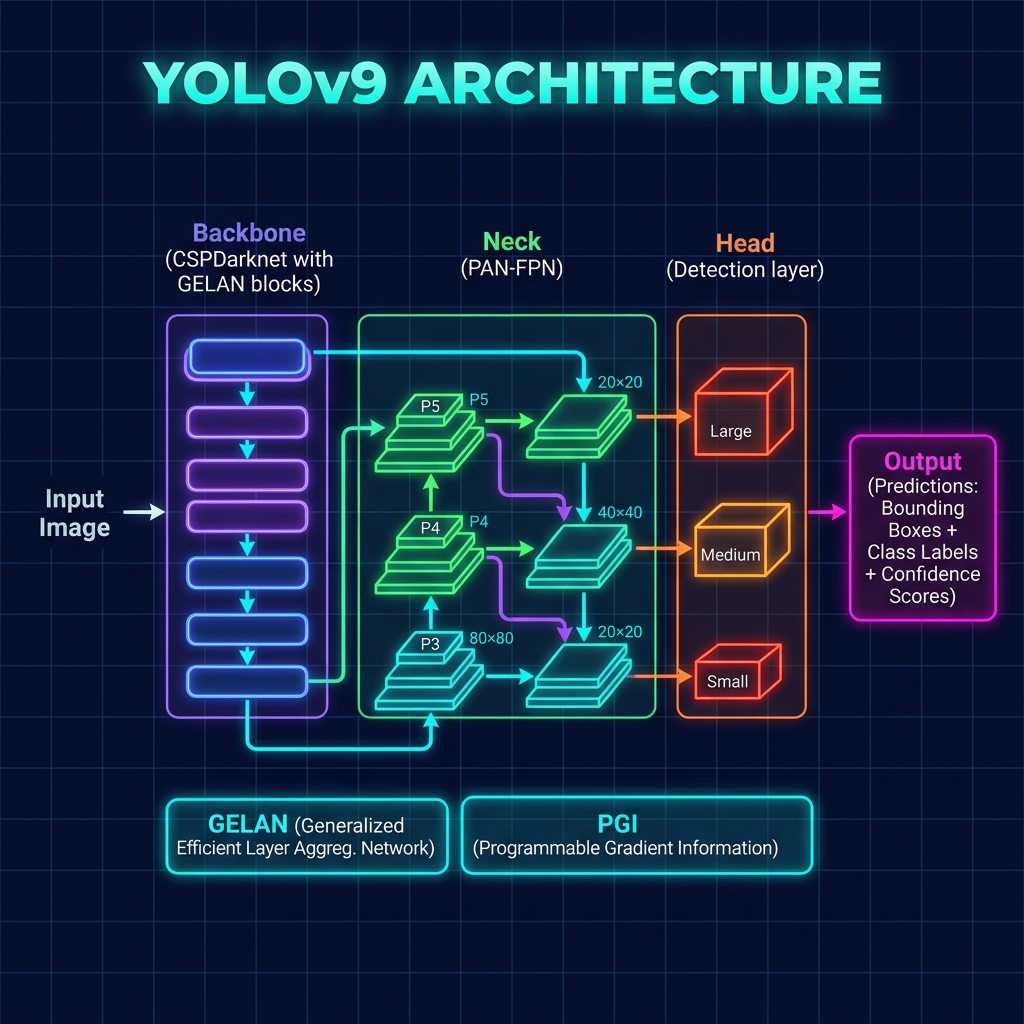 YOLOv9 ARCHITECTURE
Backbone
(CSPDarknet with
GELAN blocks)
Neck
(PAN-FPN)
Head
(Detection layer)
Input
Image
P5
P5
20×20
P4
P4
40×40
P3
80×80
20×20
Large
Medium
Small
Output
(Predictions:
Bounding
Boxes +
Class Labels
+ Confidence
Scores)
GELAN (Generalized
Efficient Layer Aggreg. Network)
PGI
(Programmable Gradient Information)